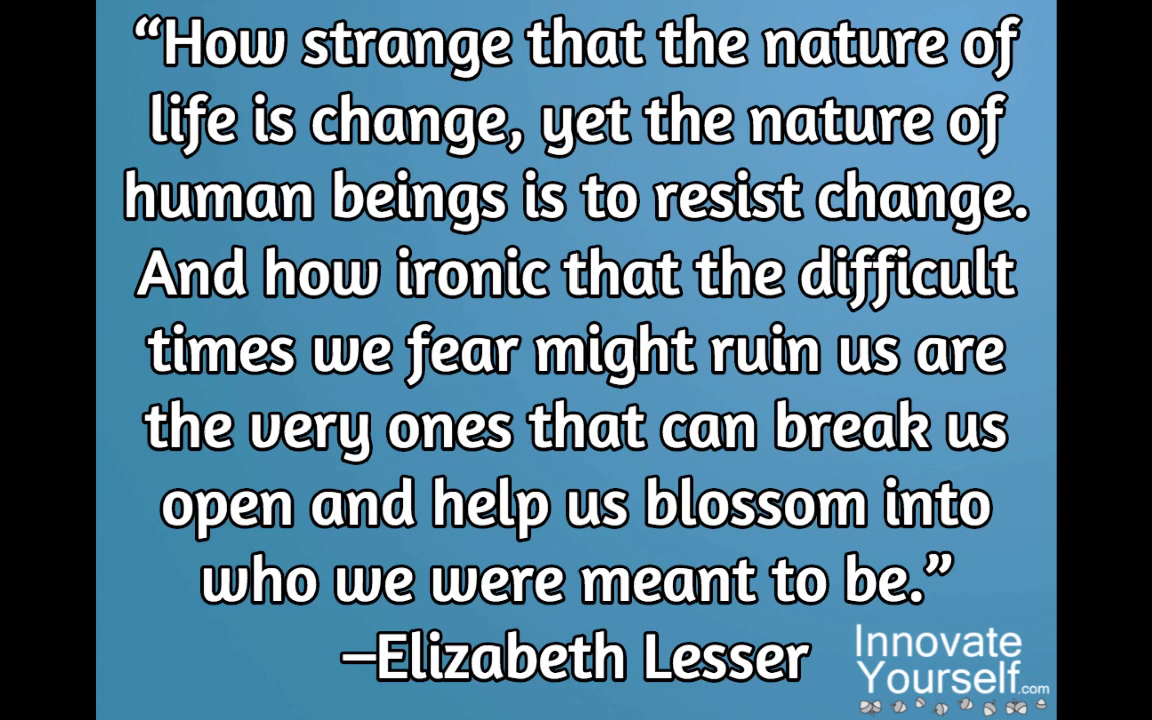 “How strange that the nature of
life is change, yet the nature of
human beings is to resist change.
And how ironic that the difficult
times we fear might ruin us are
the very ones that can break us
open and help us blossom into
who we were meant to be.”
–Elizabeth Lesser
Innovate
Yourself.com